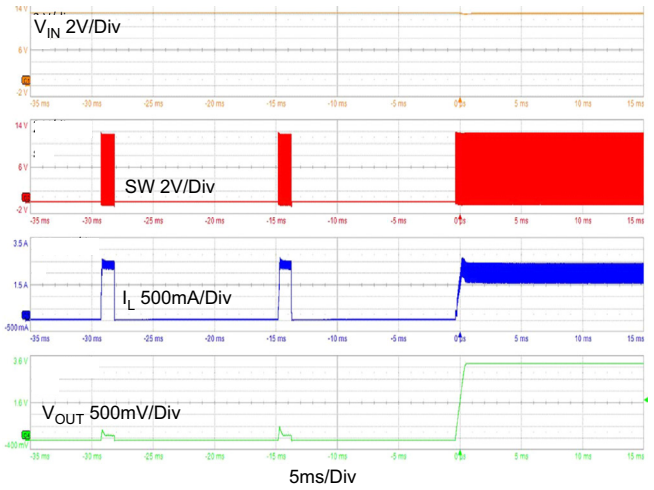 14 V
V_IN 2V/Div
6 V
-2 V
-35 ms -30 ms -25 ms -20 ms -15 ms -10 ms -5 ms 0 s 5 ms 10 ms 15 ms
14 V
6 V
SW 2V/Div
-2 V
-35 ms -30 ms -25 ms -20 ms -15 ms -10 ms -5 ms 0 s 5 ms 10 ms 15 ms
3.5 A
1.5 A
I_L 500mA/Div
-500 mA
-35 ms -30 ms -25 ms -20 ms -15 ms -10 ms -5 ms 0 s 5 ms 10 ms 15 ms
3.6 V
1.6 V
V_OUT 500mV/Div
-400 mV
-35 ms -30 ms -25 ms -20 ms -15 ms -10 ms -5 ms 0 s 5 ms 10 ms 15 ms
5ms/Div